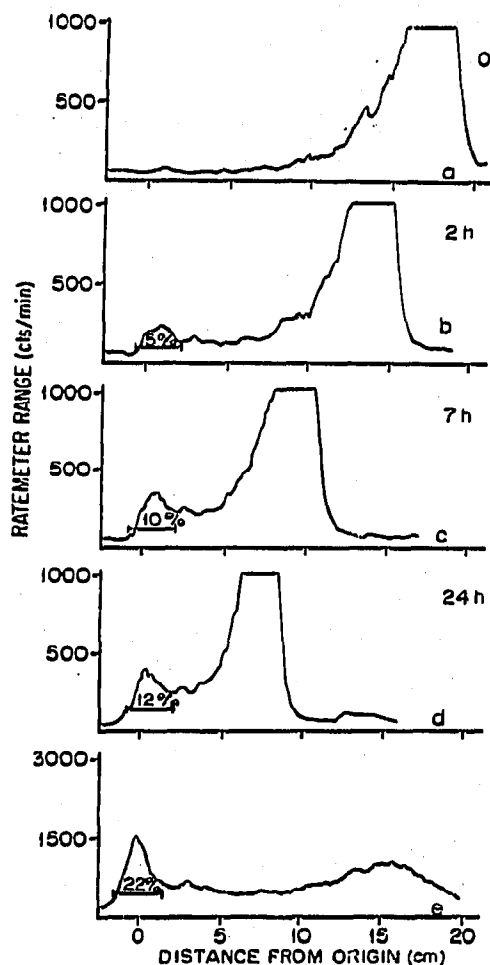 1000
500
0
a
1000
500
2 h
5%
b
1000
500
7 h
10%
c
1000
500
24 h
12%
d
3000
1500
22%
e
0 5 10 15 20
DISTANCE FROM ORIGIN (cm)
RATEMETER RANGE (cts/min)